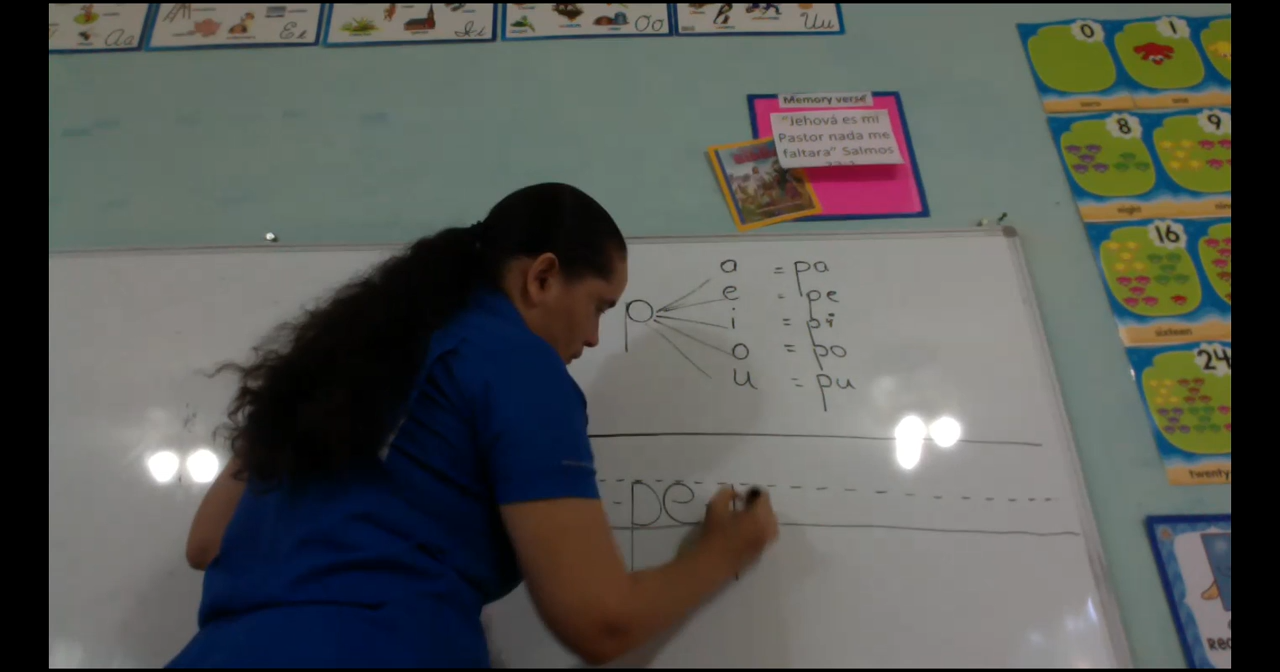 Aa
Ee
Ii
Oo
Uu
0
1
Memory verse
"Jehová es mi
Pastor nada me
faltara" Salmos
8
9
eight
16
sixteen
24
twenty
a = pa
e - pe
p i = pi
o = po
u = pu
- pe - p